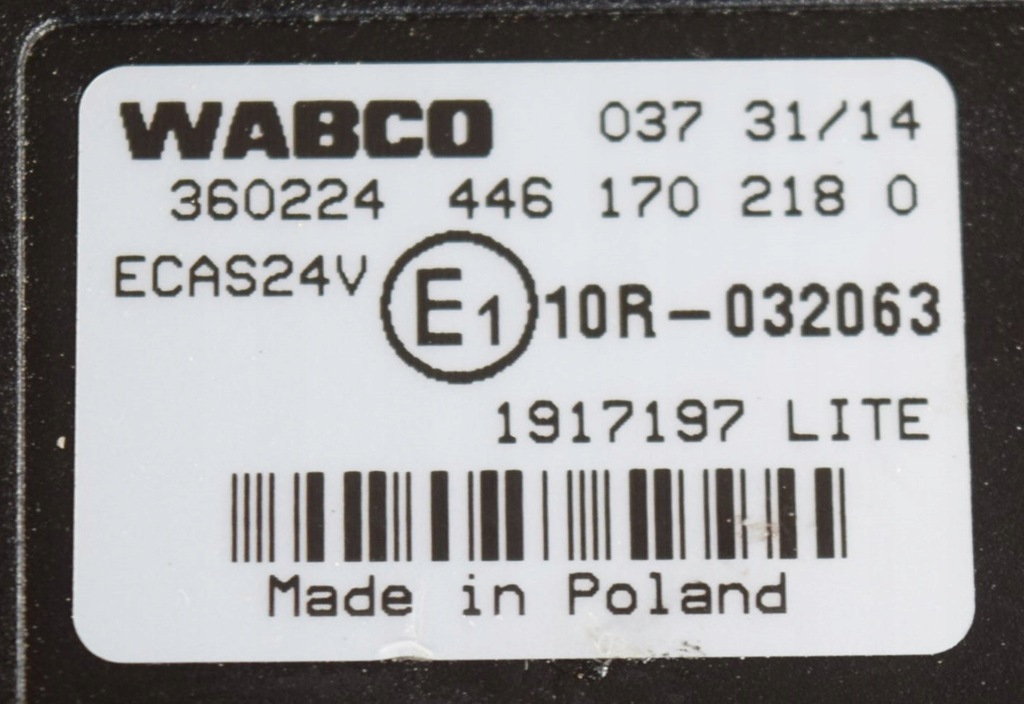 WABCO 037 31/14
360224 446 170 218 0
ECAS24V E1 10R-032063
1917197 LITE
Made in Poland